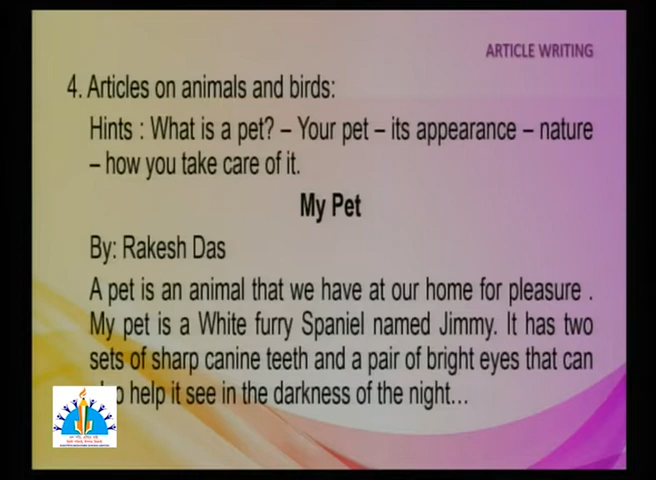 ARTICLE WRITING
4. Articles on animals and birds:
Hints : What is a pet? – Your pet – its appearance – nature
– how you take care of it.
My Pet
By: Rakesh Das
A pet is an animal that we have at our home for pleasure .
My pet is a White furry Spaniel named Jimmy. It has two
sets of sharp canine teeth and a pair of bright eyes that can
help it see in the darkness of the night...